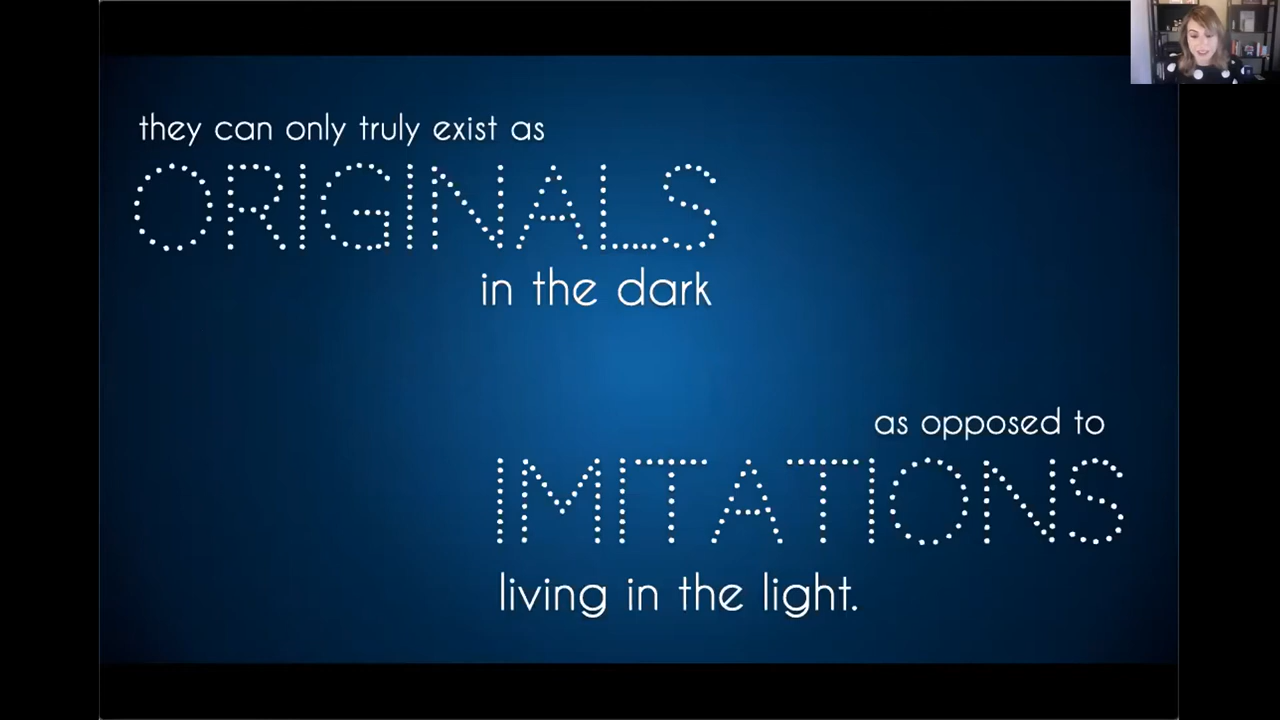 they can only truly exist as
ORIGINALS
in the dark
as opposed to
IMITATIONS
living in the light.